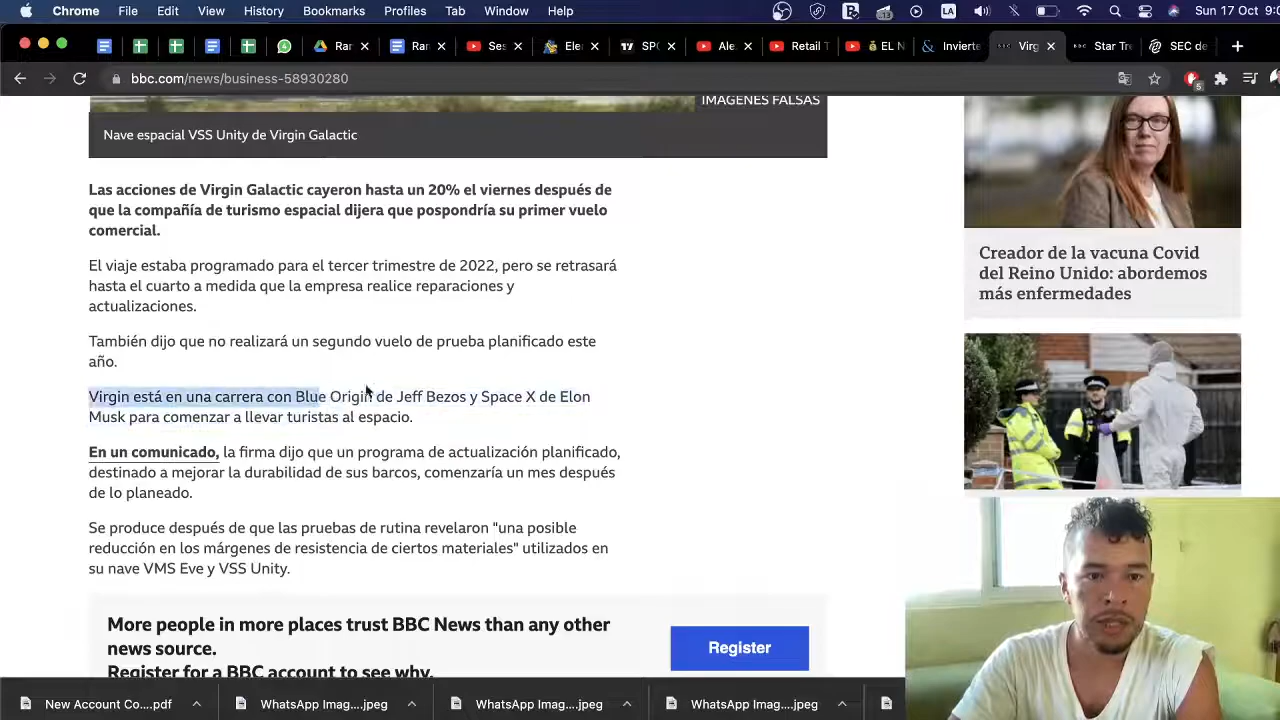 Chrome File Edit View History Bookmarks Profiles Tab Window Help
13 LA Sun 17 oct 9:0
Rar Rar Ses Eler SPC Ale Retail T EL N Invierte Virg Star Tr SEC de
bbc.com/news/business-58930280
5
IMÁGENES FALSAS
Nave espacial VSS Unity de Virgin Galactic
Las acciones de Virgin Galactic cayeron hasta un 20% el viernes después de
que la compañía de turismo espacial dijera que pospondría su primer vuelo
comercial.
El viaje estaba programado para el tercer trimestre de 2022, pero se retrasará
hasta el cuarto a medida que la empresa realice reparaciones y
actualizaciones.
También dijo que no realizará un segundo vuelo de prueba planificado este
año.
Virgin está en una carrera con Blue Origin de Jeff Bezos y Space X de Elon
Musk para comenzar a llevar turistas al espacio.
En un comunicado, la firma dijo que un programa de actualización planificado,
destinado a mejorar la durabilidad de sus barcos, comenzaría un mes después
de lo planeado.
Se produce después de que las pruebas de rutina revelaron "una posible
reducción en los márgenes de resistencia de ciertos materiales" utilizados en
su nave VMS Eve y VSS Unity.
More people in more places trust BBC News than any other
news source.
Register for a BBC account to see why.
Register
Creador de la vacuna Covid
del Reino Unido: abordemos
más enfermedades
New Account Co....pdf
WhatsApp Imag....jpeg
WhatsApp Imag....jpeg
WhatsApp Imag....jpeg